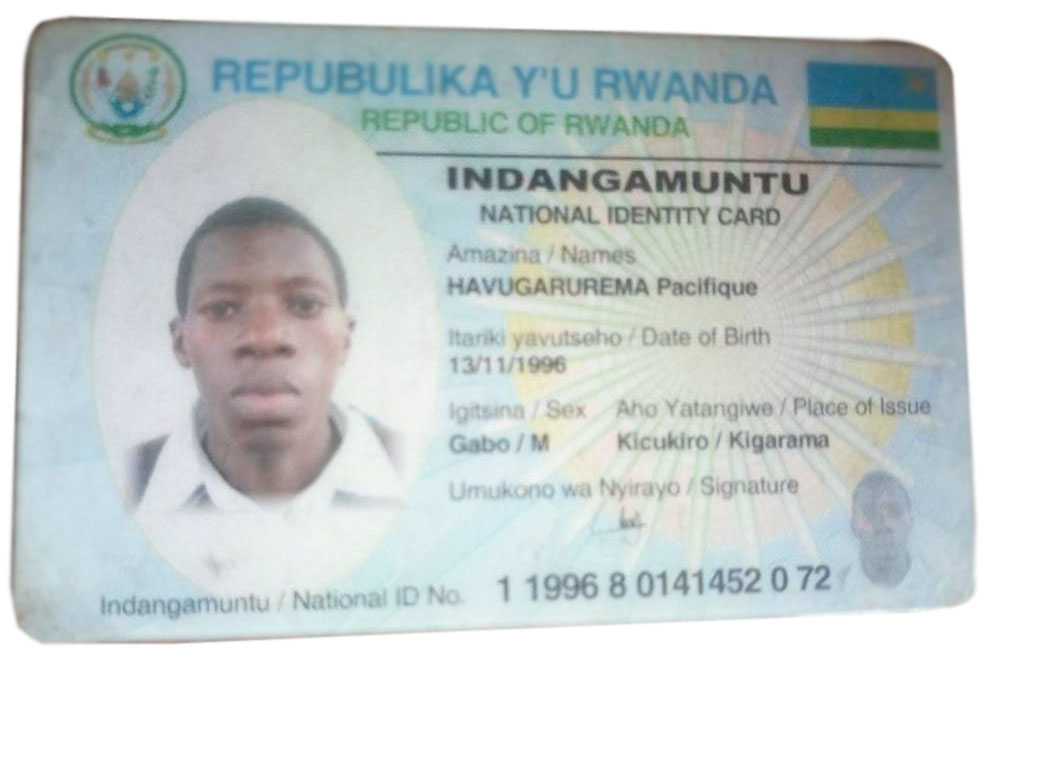 REPUBULIKA Y'U RWANDA
REPUBLIC OF RWANDA
INDANGAMUNTU
NATIONAL IDENTITY CARD
Amazina / Names
HAVUGARUREMA Pacifique
Itariki yavutseho / Date of Birth
13/11/1996
Igitsina / Sex Aho Yatangiwe / Place of Issue
Gabo / M Kicukiro / Kigarama
Umukono wa Nyirayo / Signature
Indangamuntu / National ID No. 1 1996 8 0141452 0 72